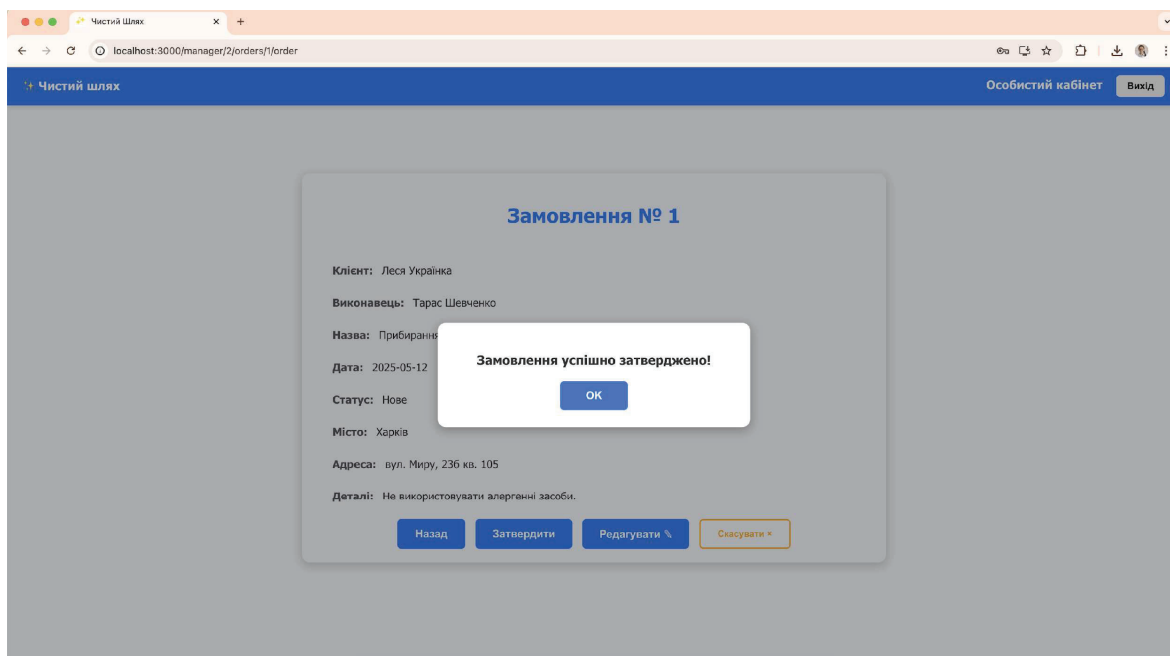 Чистий Шлях
localhost:3000/manager/2/orders/1/order
Чистий шлях
Особистий кабінет
Вихід
Замовлення № 1
Клієнт: Леся Українка
Виконавець: Тарас Шевченко
Назва: Прибирання
Дата: 2025-05-12
Замовлення успішно затверджено!
Статус: Нове
ОК
Місто: Харків
Адреса: вул. Миру, 23б кв. 105
Деталі: Не використовувати алергенні засоби.
Назад
Затвердити
Редагувати
Скасувати